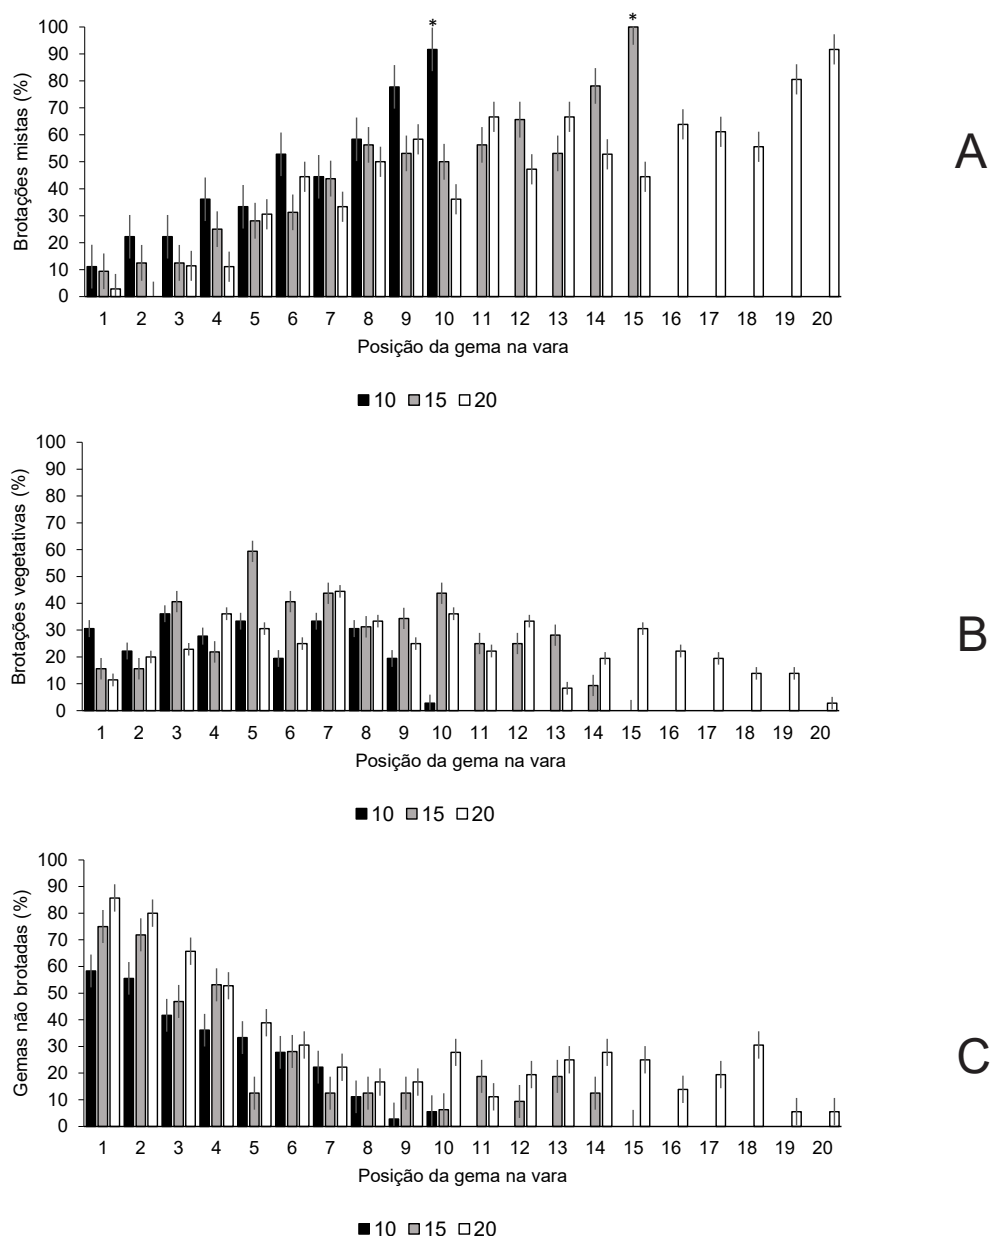 * *
100
90
80
70
60
50
40
30
20
10
0
Brotações mistas (%)
1 2 3 4 5 6 7 8 9 10 11 12 13 14 15 16 17 18 19 20
Posição da gema na vara
10 15 20
A
100
90
80
70
60
50
40
30
20
10
0
Brotações vegetativas (%)
1 2 3 4 5 6 7 8 9 10 11 12 13 14 15 16 17 18 19 20
Posição da gema na vara
10 15 20
B
100
90
80
70
60
50
40
30
20
10
0
Gemas não brotadas (%)
1 2 3 4 5 6 7 8 9 10 11 12 13 14 15 16 17 18 19 20
Posição da gema na vara
10 15 20
C